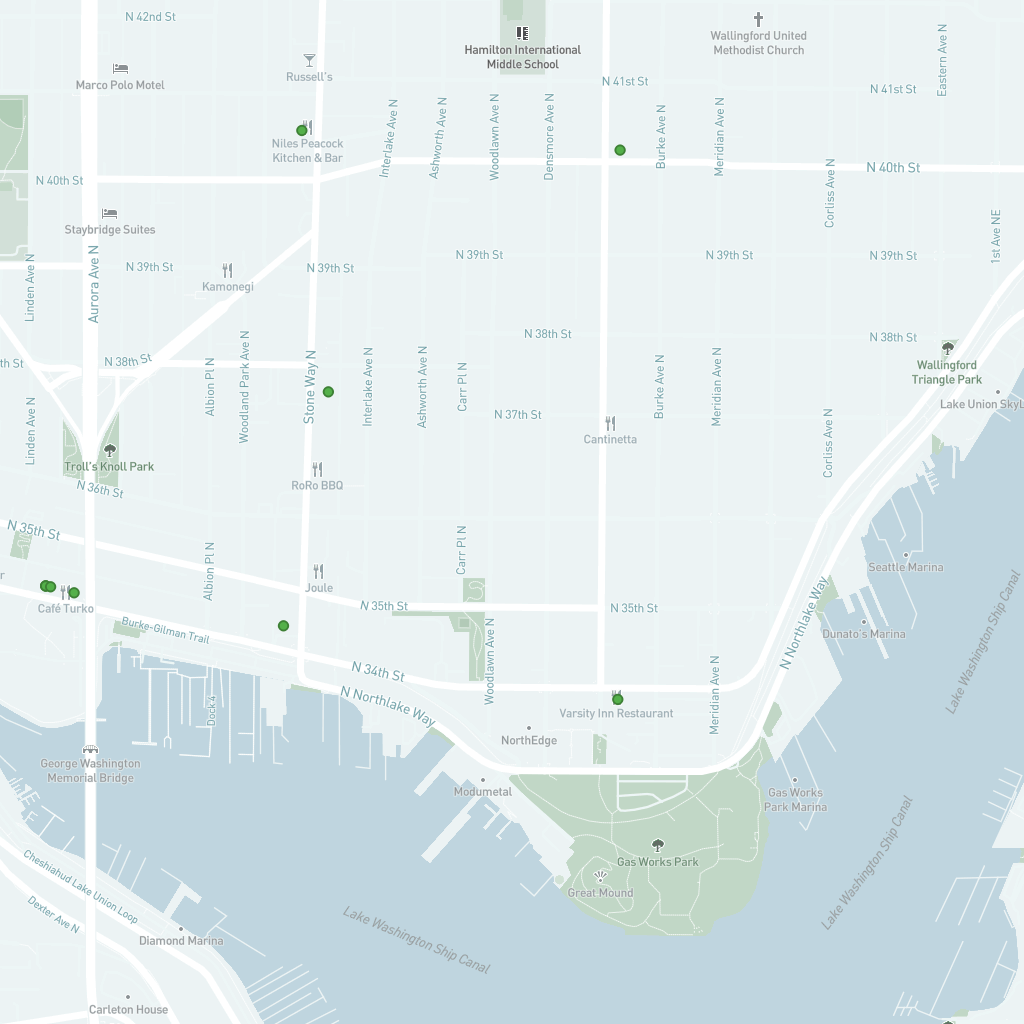 N 42nd St
Hamilton International
Middle School
Wallingford United
Methodist Church
Eastern Ave N
Russell's
Marco Polo Motel
N 41st St
N 41st St
Niles Peacock
Kitchen & Bar
Interlake Ave N
Ashworth Ave N
Woodlawn Ave N
Densmore Ave N
Burke Ave N
Meridian Ave N
Corliss Ave N
N 40th St
N 40th St
Staybridge Suites
1st Ave NE
Linden Ave N
Aurora Ave N
N 39th St
N 39th St
N 39th St
N 39th St
N 39th St
Kamonegi
N 38th St
N 38th St
N 38th St
th St
Wallingford
Triangle Park
Lake Union SkyL
Linden Ave N
Albion Pl N
Woodland Park Ave N
Stone Way N
Interlake Ave N
Ashworth Ave N
Carr Pl N
Burke Ave N
Meridian Ave N
Corliss Ave N
N 37th St
Cantinetta
Troll's Knoll Park
N 36th St
RoRo BBQ
N 35th St
Albion Pl N
Carr Pl N
Joule
Seattle Marina
r
Café Turko
N 35th St
N 35th St
Burke-Gilman Trail
Dunato's Marina
N Northlake Way
Lake Washington Ship Canal
N 34th St
Woodlawn Ave N
Meridian Ave N
Dock 4
N Northlake Way
Varsity Inn Restaurant
NorthEdge
George Washington
Memorial Bridge
Modumetal
Gas Works
Park Marina
Gas Works Park
Great Mound
Lake Washington Ship Canal
Cheshiahud Lake Union Loop
Dexter Ave N
Diamond Marina
Lake Washington Ship Canal
Carleton House